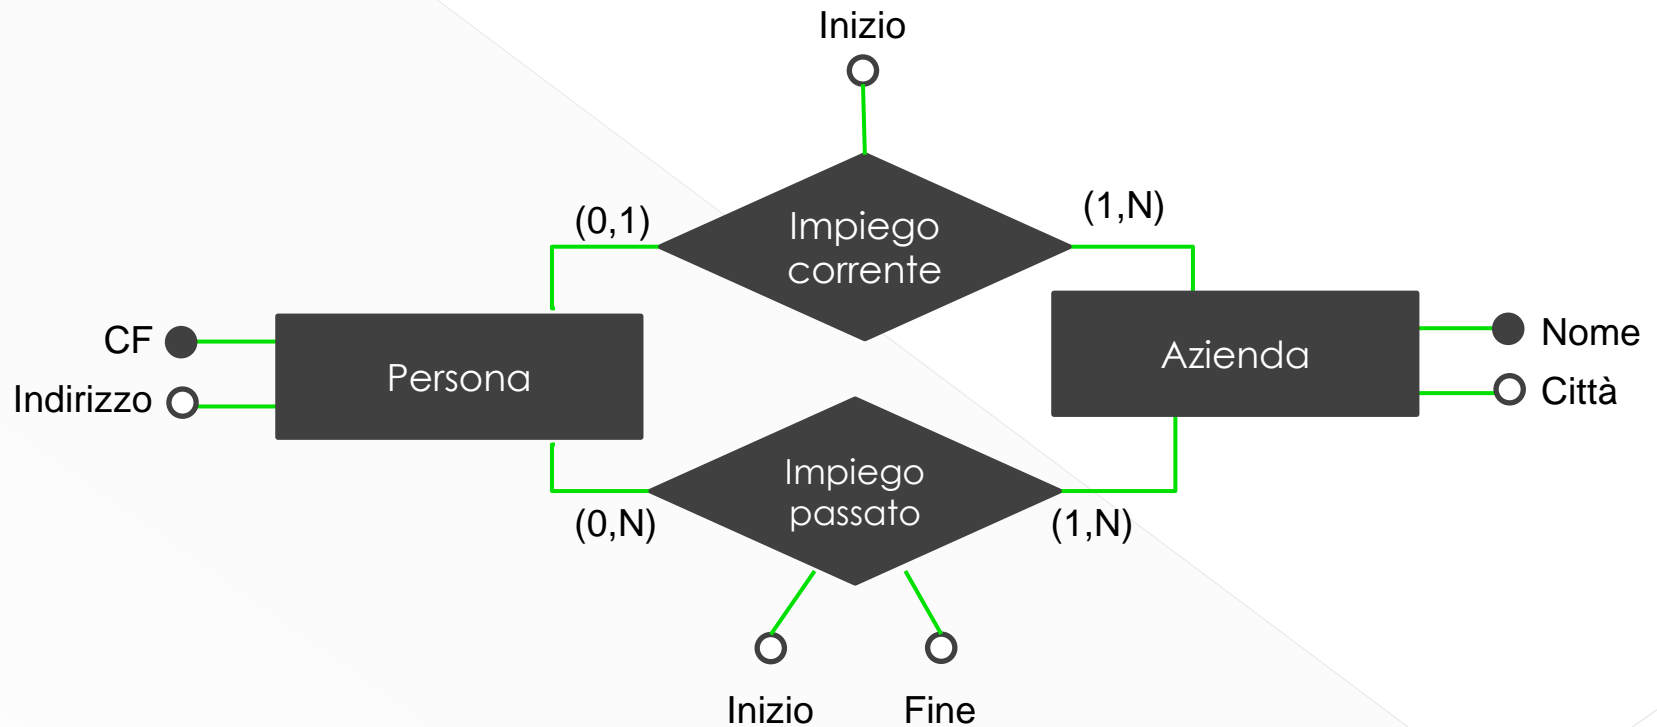 Inizio
(0,1)
Impiego
corrente
(1,N)
CF
Indirizzo
Persona
Azienda
Nome
Città
(0,N)
Impiego
passato
(1,N)
Inizio
Fine